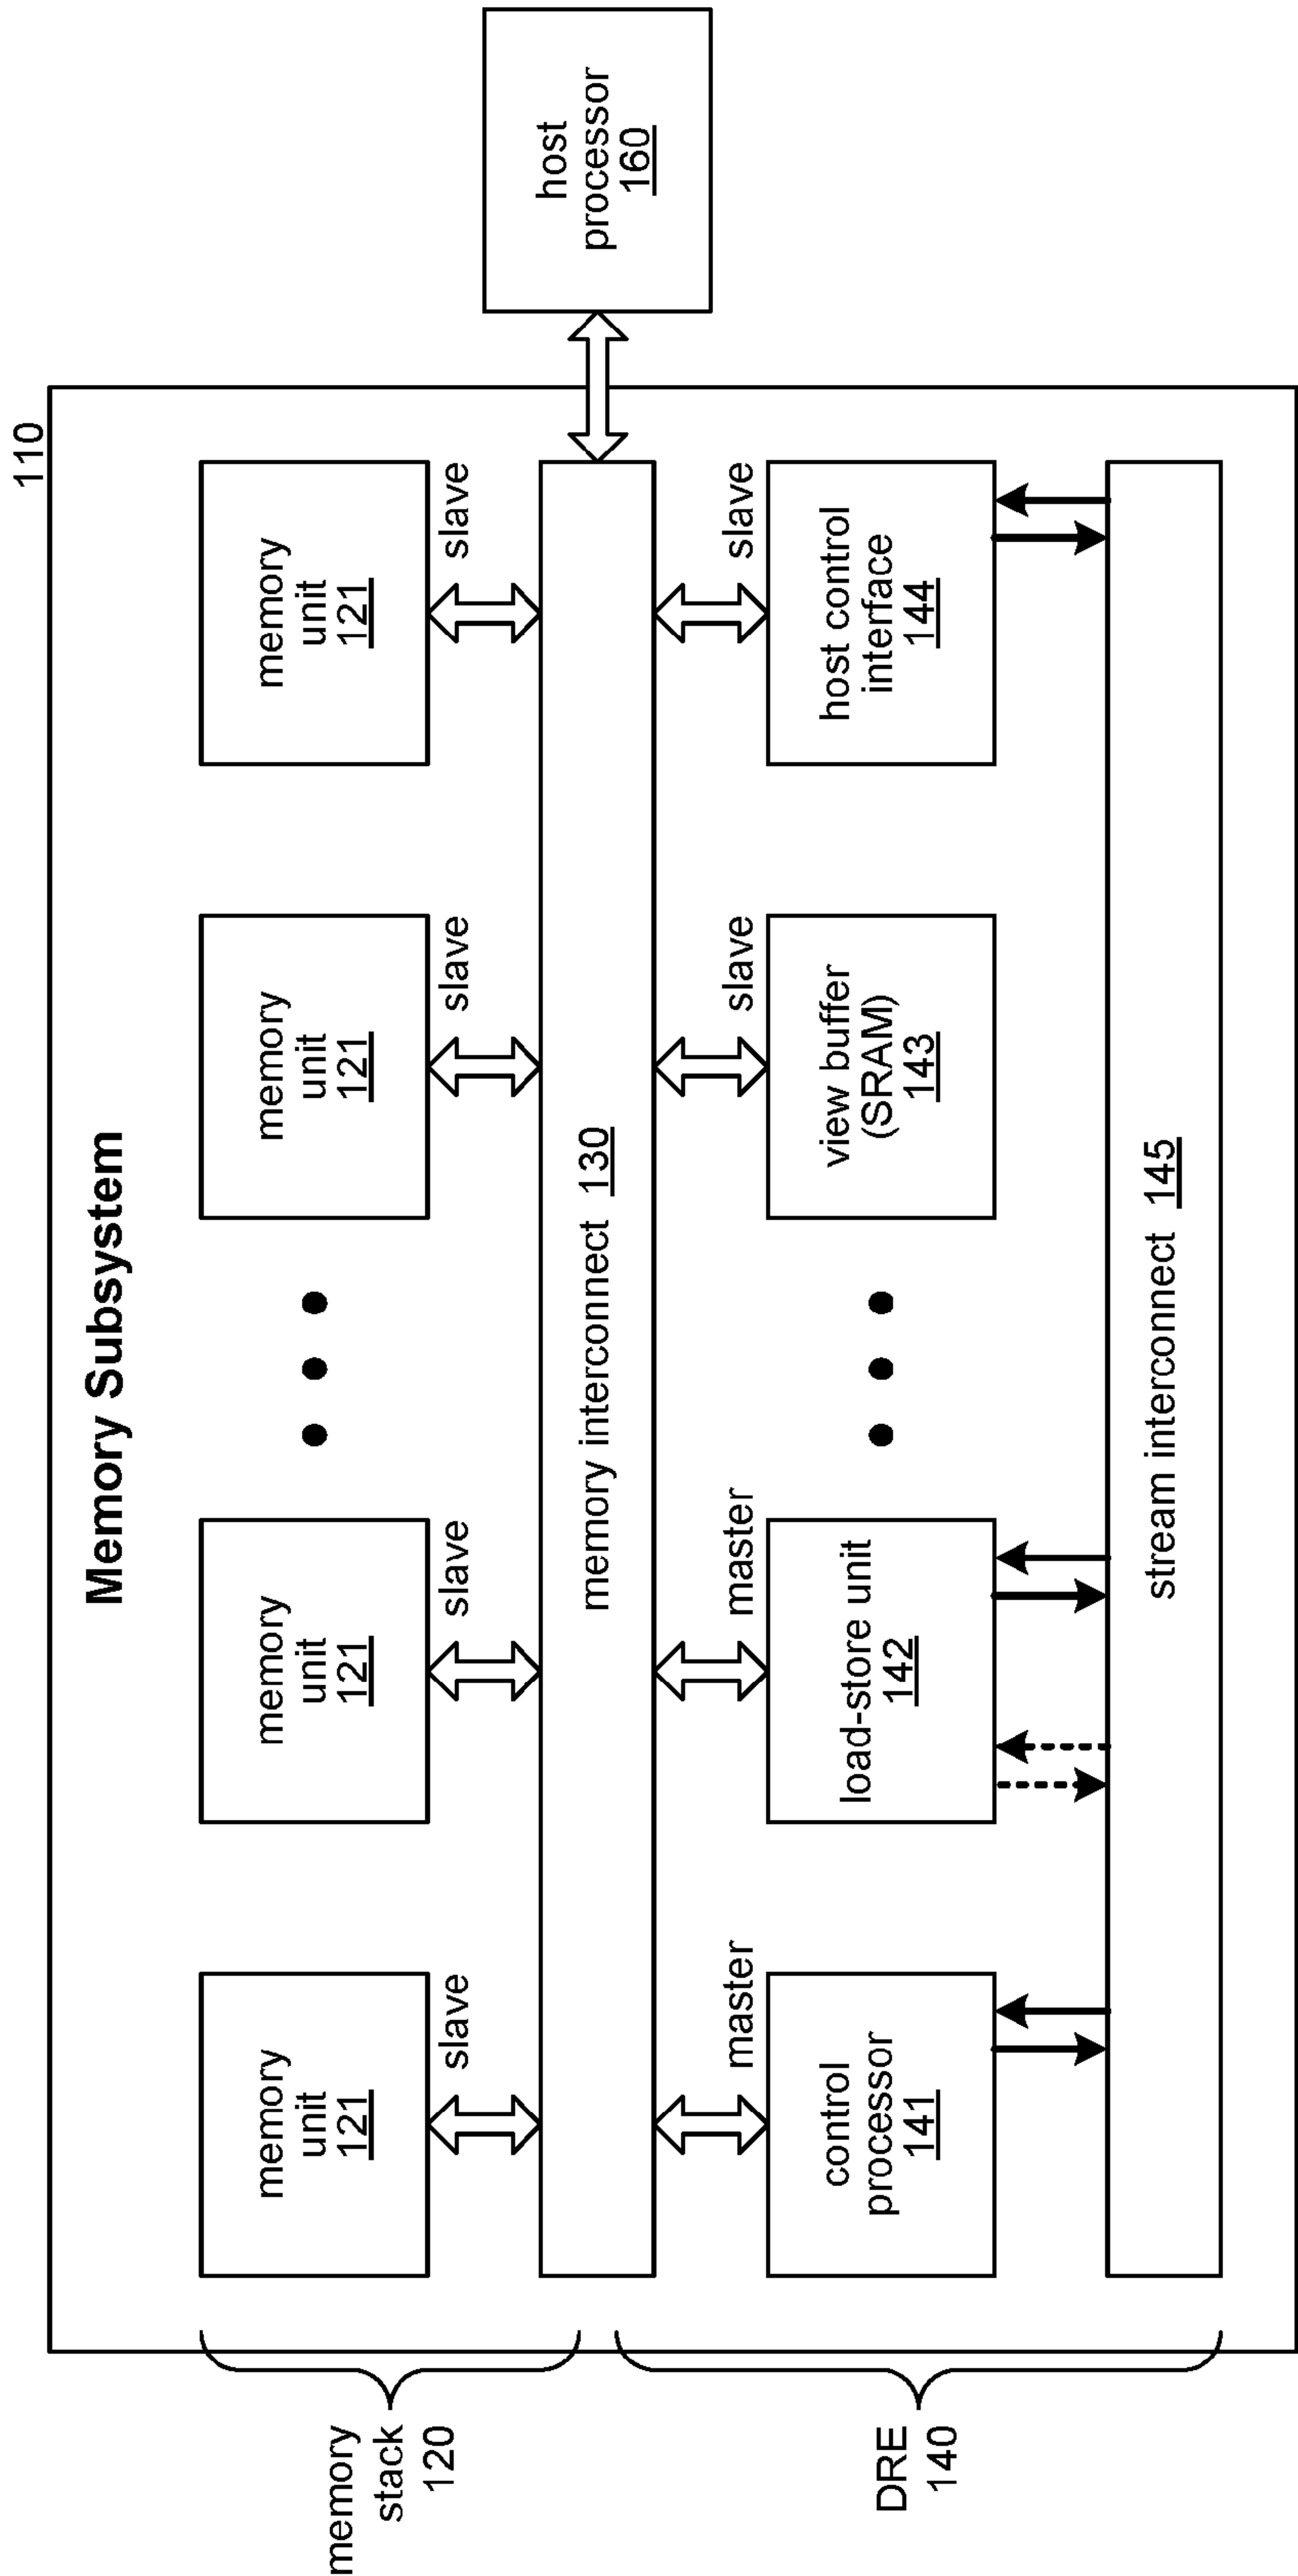 110
Memory Subsystem
memory
unit
121
memory
unit
121
memory
unit
121
memory
unit
121
slave
slave
slave
slave
memory stack
120
memory interconnect 130
host
processor
160
master
master
slave
slave
control
processor
141
load-store unit
142
view buffer
(SRAM)
143
host control
interface
144
DRE
140
stream interconnect 145